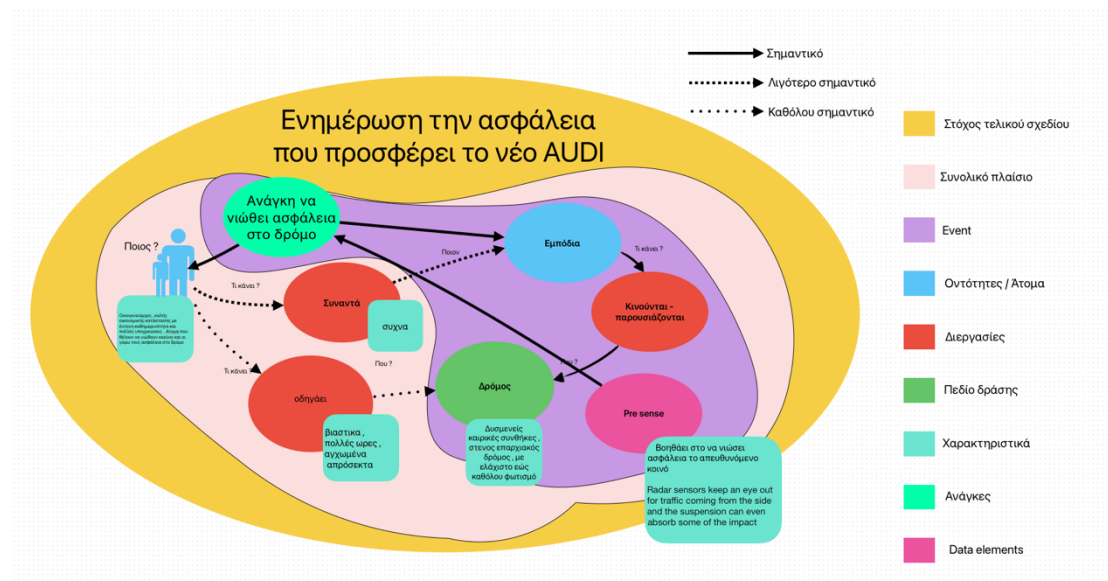 Σημαντικό
Λιγότερο σημαντικό
Καθόλου σημαντικό
Ενημέρωση την ασφάλεια
που προσφέρει το νέο AUDI
Ανάγκη να
νιώθει ασφάλεια
στο δρόμο
Ποιος ?
Ποιον
Εμπόδια
Τι κάνει ?
Τι κάνει ?
Συναντά
συχνα
Κινούνται -
παρουσιάζονται
Που ?
Τι κάνει ?
οδηγάει
Που ?
Δρόμος
Pre sense
βιαστικα ,
πολλές ωρες ,
αγχωμένα
απρόσεκτα
Δυσμενείς
καιρικές συνθήκες ,
στενος επαρχιακός
δρόμος , με
ελάχιστο εώς
καθόλου φωτισμό
Βοηθάει στο να νιώσει
ασφάλεια το απευθυνόμενο
κοινό
Radar sensors keep an eye out
for traffic coming from the side
and the suspension can even
absorb some of the impact
Στόχος τελικού σχεδίου
Συνολικό πλαίσιο
Event
Οντότητες / Άτομα
Διεργασίες
Πεδίο δράσης
Χαρακτηριστικά
Ανάγκες
Data elements